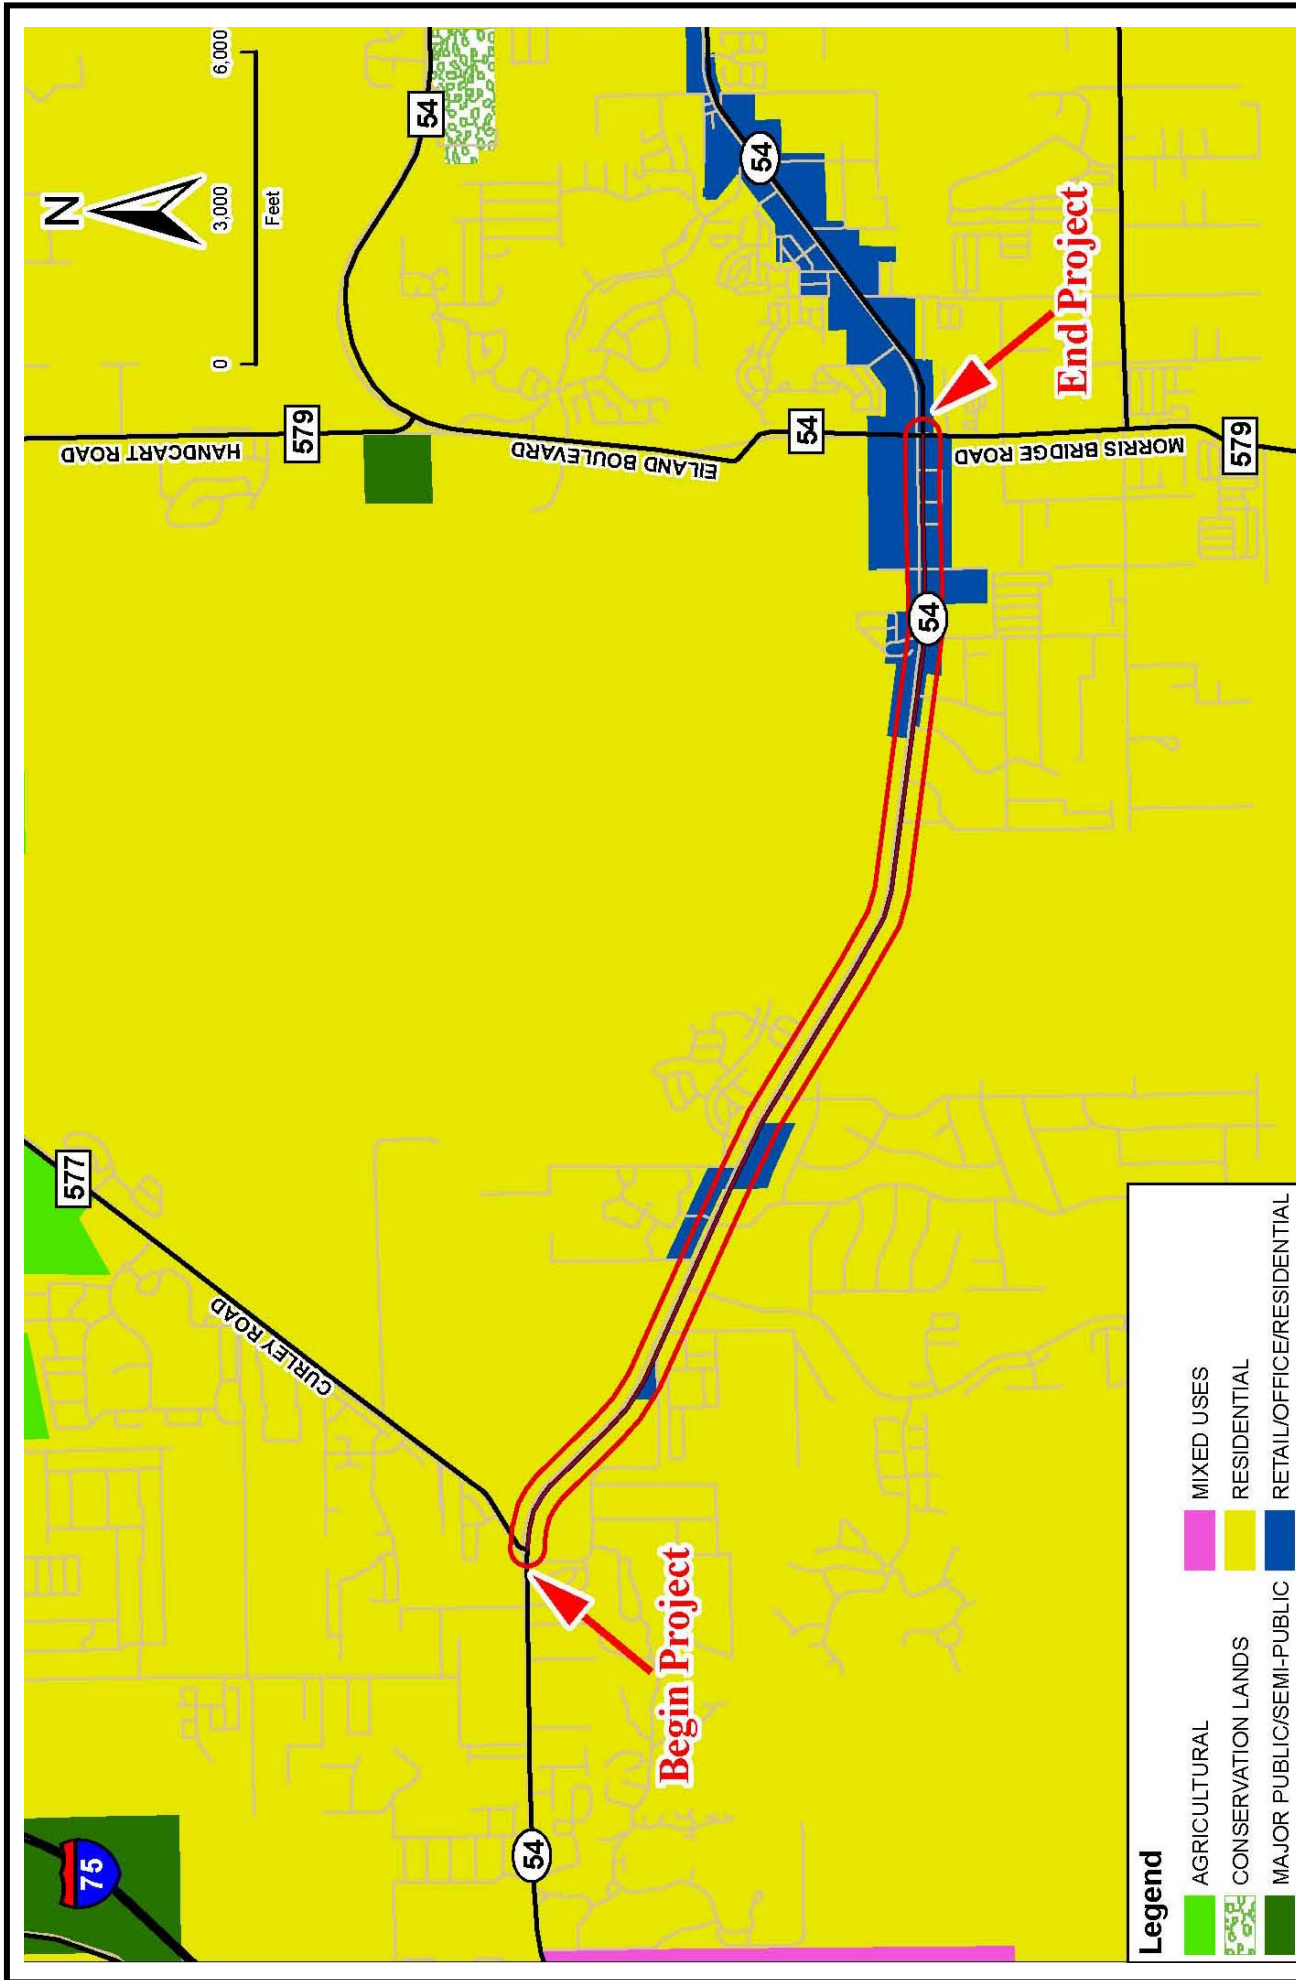 N
0
3,000
6,000
Feet
54
577
CURLEY ROAD
HANDCART ROAD
579
EILAND BOULEVARD
54
54
54
MORRIS BRIDGE ROAD
579
End Project
75
54
Begin Project
Legend
AGRICULTURAL
CONSERVATION LANDS
MAJOR PUBLIC/SEMI-PUBLIC
MIXED USES
RESIDENTIAL
RETAIL/OFFICE/RESIDENTIAL